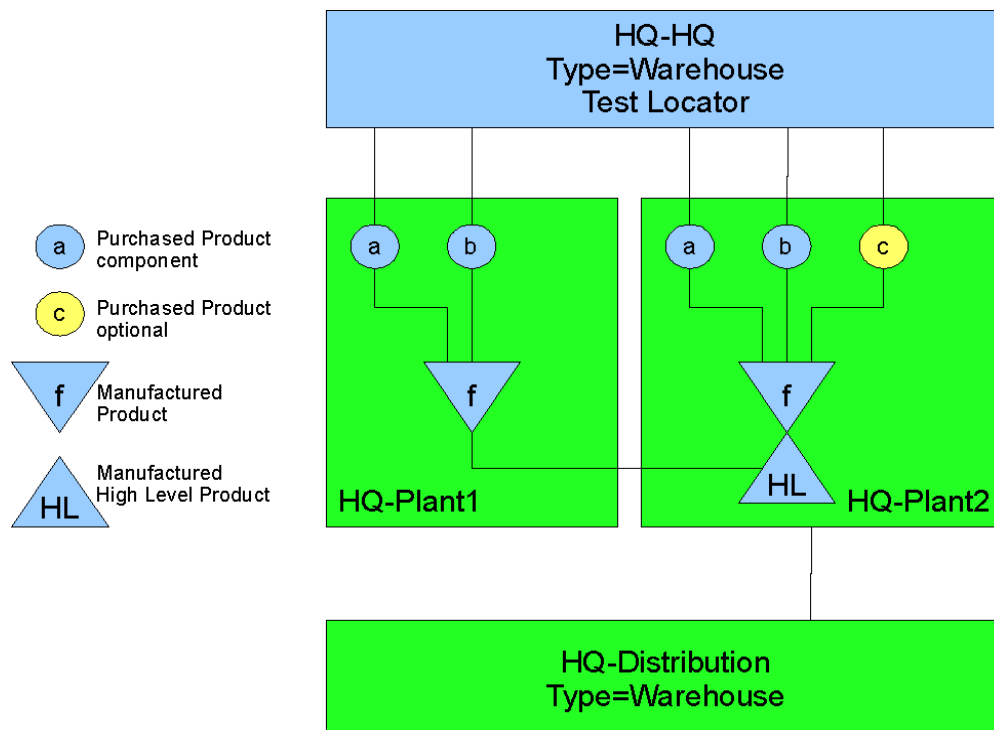 HQ-HQ
Type=Warehouse
Test Locator
a
Purchased Product
component
c
Purchased Product
optional
f
Manufactured
Product
HL
Manufactured
High Level Product
a
b
f
HQ-Plant1
a
b
c
f
HL
HQ-Plant2
HQ-Distribution
Type=Warehouse